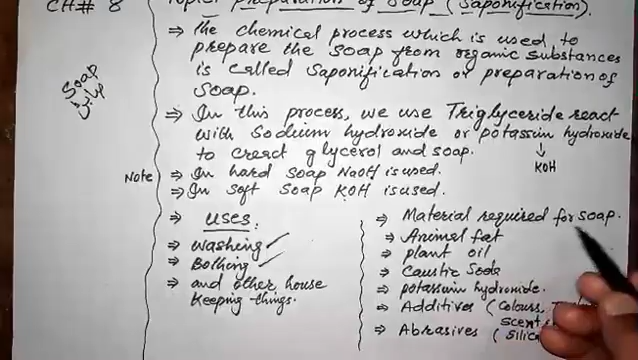 CH# 8
Topic preparation of Soap (Saponification).
⇒ The chemical process which is used to
prepare the soap from organic substances
is called Saponification or preparation of
Soap.
Soap
صابن
⇒ In this process, we use Triglyceride react
with Sodium hydroxide or potassium hydroxide
to creact glycerol and soap.
↓
KOH
Note ⇒ In hard soap NaOH is used.
⇒ In soft soap KOH is used.
⇒ uses.
⇒ washing ✓
⇒ Bathing ✓
⇒ and other house
keeping things.
⇒ Material required for soap.
⇒ Animal fat
⇒ plant oil
⇒ Caustic Soda
⇒ potassium hydroxide.
⇒ Additives (Colours,
scent
⇒ Abrasives (